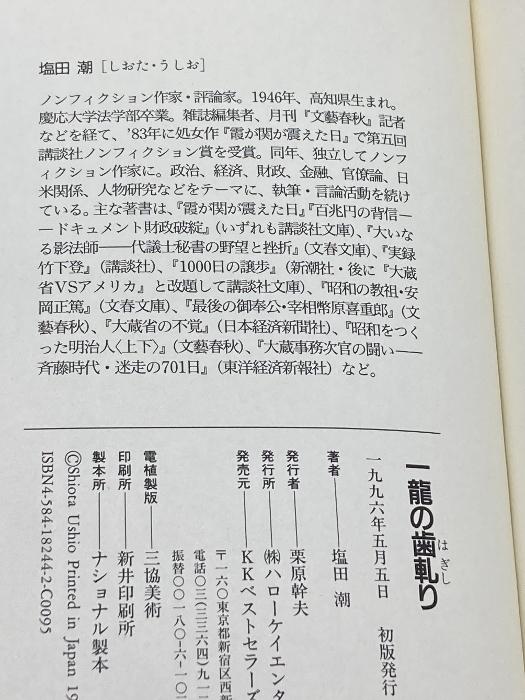 塩田 潮 [しおた・うしお]
ノンフィクション作家・評論家。1946年、高知県生まれ。
慶応大学法学部卒業。雑誌編集者、月刊『文藝春秋』記者
などを経て、'83年に処女作『霞が関が震えた日』で第五回
講談社ノンフィクション賞を受賞。同年、独立してノンフ
ィクション作家に。政治、経済、財政、金融、官僚論、日
米関係、人物研究などをテーマに、執筆・言論活動を続け
ている。主な著書は、『霞が関が震えた日』『百兆円の背信―
―ドキュメント財政破綻』(いずれも講談社文庫)、『大いな
る影法師――代議士秘書の野望と挫折』(文春文庫)、『実録
竹下登』(講談社)、『1000日の譲歩』(新潮社・後に『大蔵
省VSアメリカ』と改題して講談社文庫)、『昭和の教祖・安
岡正篤』(文春文庫)、『最後の御奉公・宰相幣原喜重郎』(文
藝春秋)、『大蔵省の不覚』(日本経済新聞社)、『昭和をつく
った明治人〈上下〉』(文藝春秋)、『大蔵事務次官の闘い――
斉藤時代・迷走の701日』(東洋経済新報社)など。
一龍の歯軋り
はぎし
一九九六年五月五日 初版発行
著者――塩田 潮
発行者――栗原幹夫
発行所――㈱ハローケイエンタ
発売元――KKベストセラーズ
〒一六〇東京都新宿区西新
電話〇三(三三六四)九一
振替〇〇一八〇-六-一〇
電植製版――三協美術
印刷所――新井印刷所
製本所――ナショナル製本
©Shiota Ushio Printed in Japan 19
ISBN4-584-18244-2-C0095